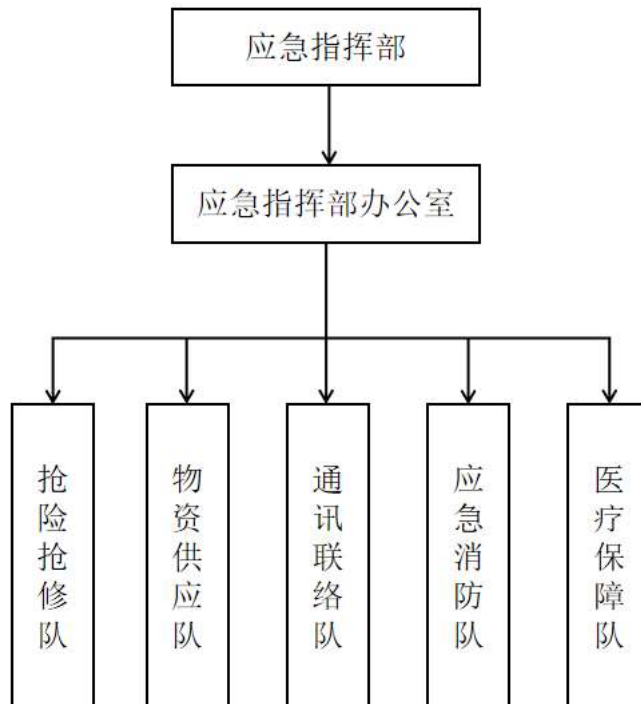 应急指挥部
应急指挥部办公室
抢险抢修队
物资供应队
通讯联络队
应急消防队
医疗保障队